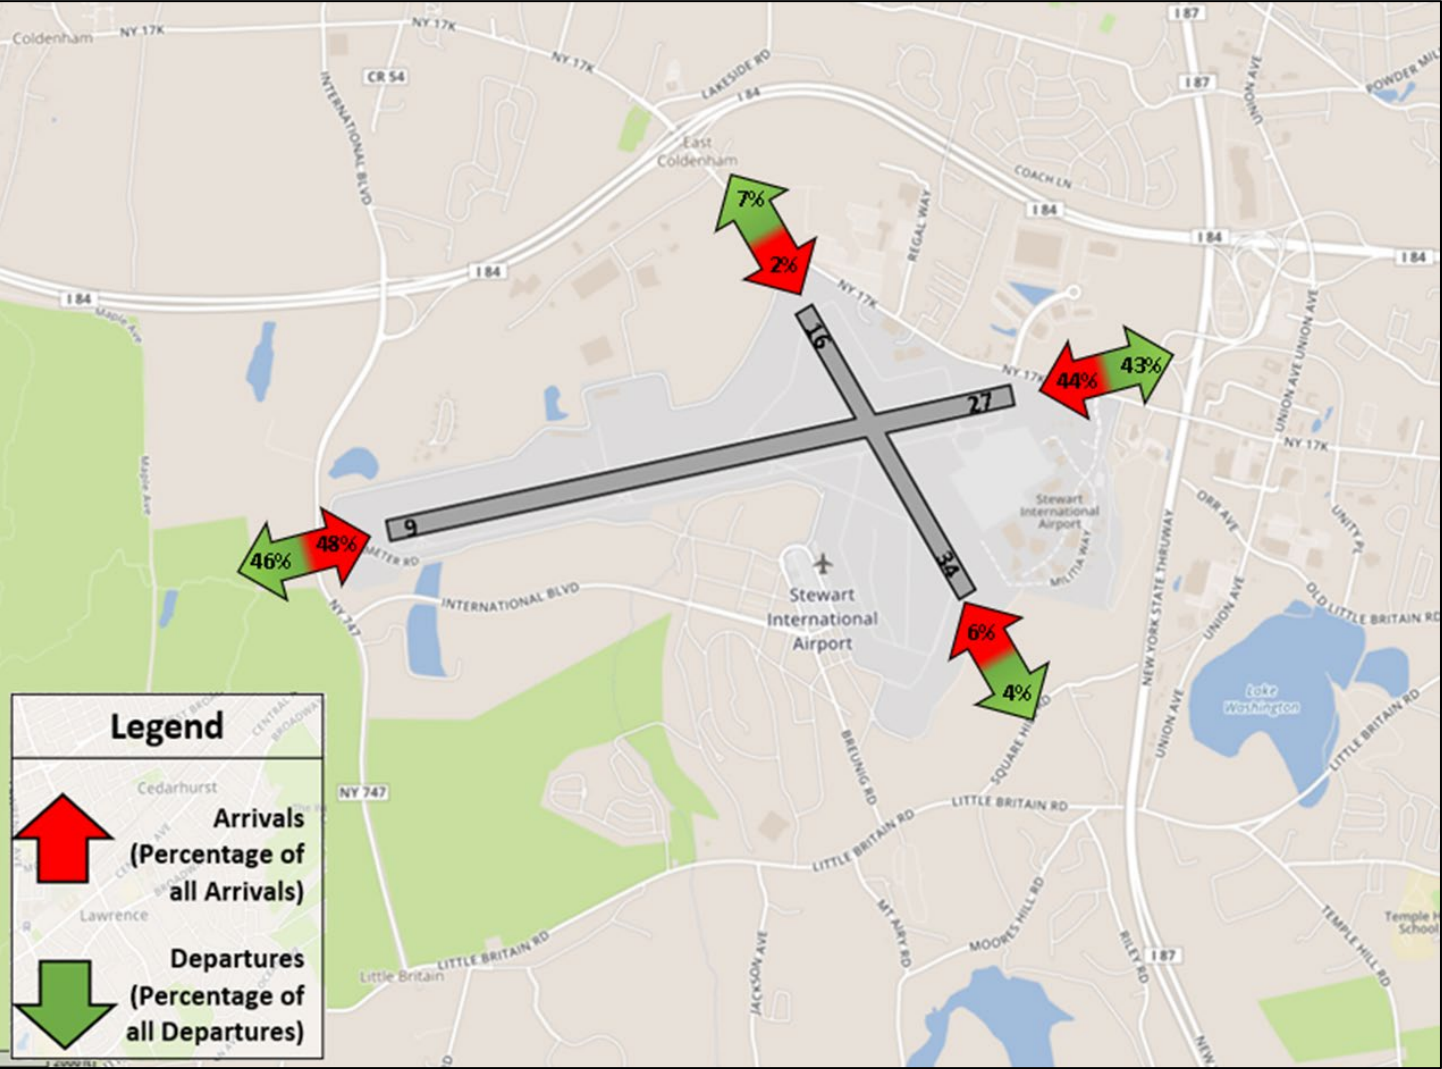 Coldenham
NY 17K
NY 17K
NY 17K
I 87
I 87
CR 54
LAKESIDE RD
I 84
INTERNATIONAL BLVD
UNION AVE
East
Coldenham
COACH LN
I 84
REGAL WAY
I 84
I 84
I 84
I 84
Maple Ave
7%
2%
NY 17K
NY 17K
16
27
44%
43%
UNION AVE
UNION AVE
NY 17K
Maple Ave
9
48%
46%
METER RD
Stewart
International
Airport
ORR AVE
UNITY PL
MILITIA WAY
34
INTERNATIONAL BLVD
NY 747
Stewart
International
Airport
6%
4%
NEW YORK STATE THRUWAY
UNION AVE
OLD LITTLE BRITAIN RD
Lake
Washington
UNION AVE
LITTLE BRITAIN RD
BREUNIG RD
NY 747
LITTLE BRITAIN RD
LITTLE BRITAIN RD
MT AIRY RD
MOORES HILL RD
RILEY RD
TEMPLE HILL RD
Temple H
School
I 87
JACKSON AVE
LITTLE BRITAIN RD
Little Britain
NEW
Legend
Cedarhurst
Arrivals
(Percentage of
all Arrivals)
Lawrence
Departures
(Percentage of
all Departures)